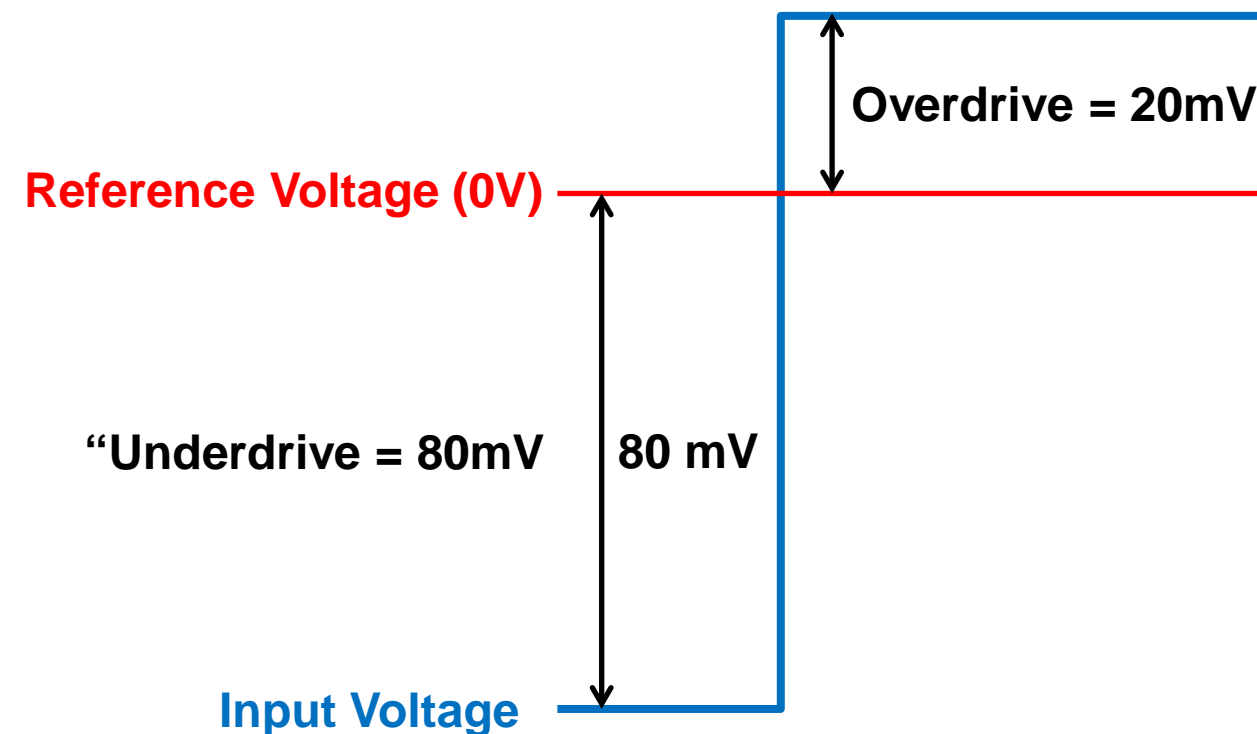 Overdrive = 20mV
Reference Voltage (0V)
“Underdrive = 80mV
80 mV
Input Voltage